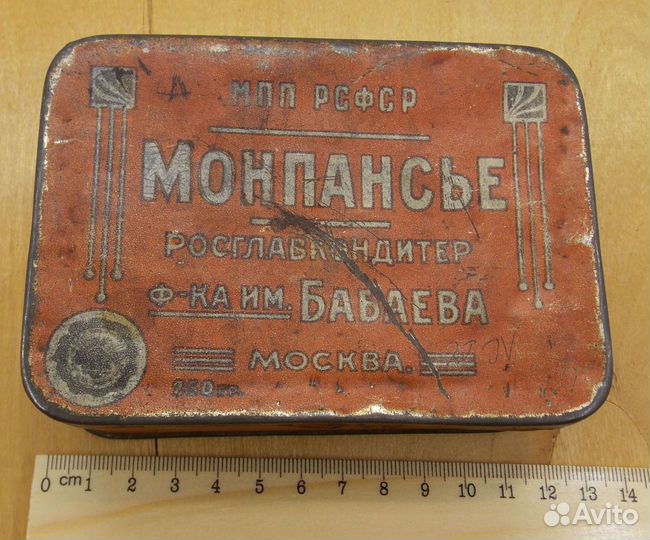 МПП РСФСР
МОНПАНСЬЕ
РОСГЛАВКОНДИТЕР
Ф-КА ИМ. БАБАЕВА
МОСКВА.
0 cm 1 2 3 4 5 6 7 8 9 10 11 12 13 14
Avito